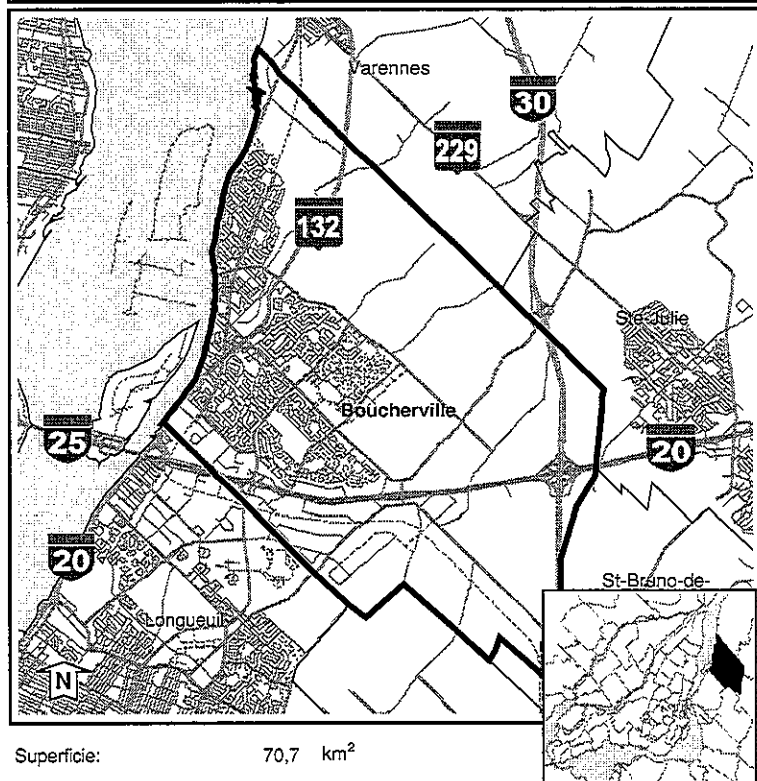 Varennes
30
229
132
Ste-Julie
Boucherville
25
20
20
St-Bruno-de-
Longueuil
N
Superficie: 70,7 km²